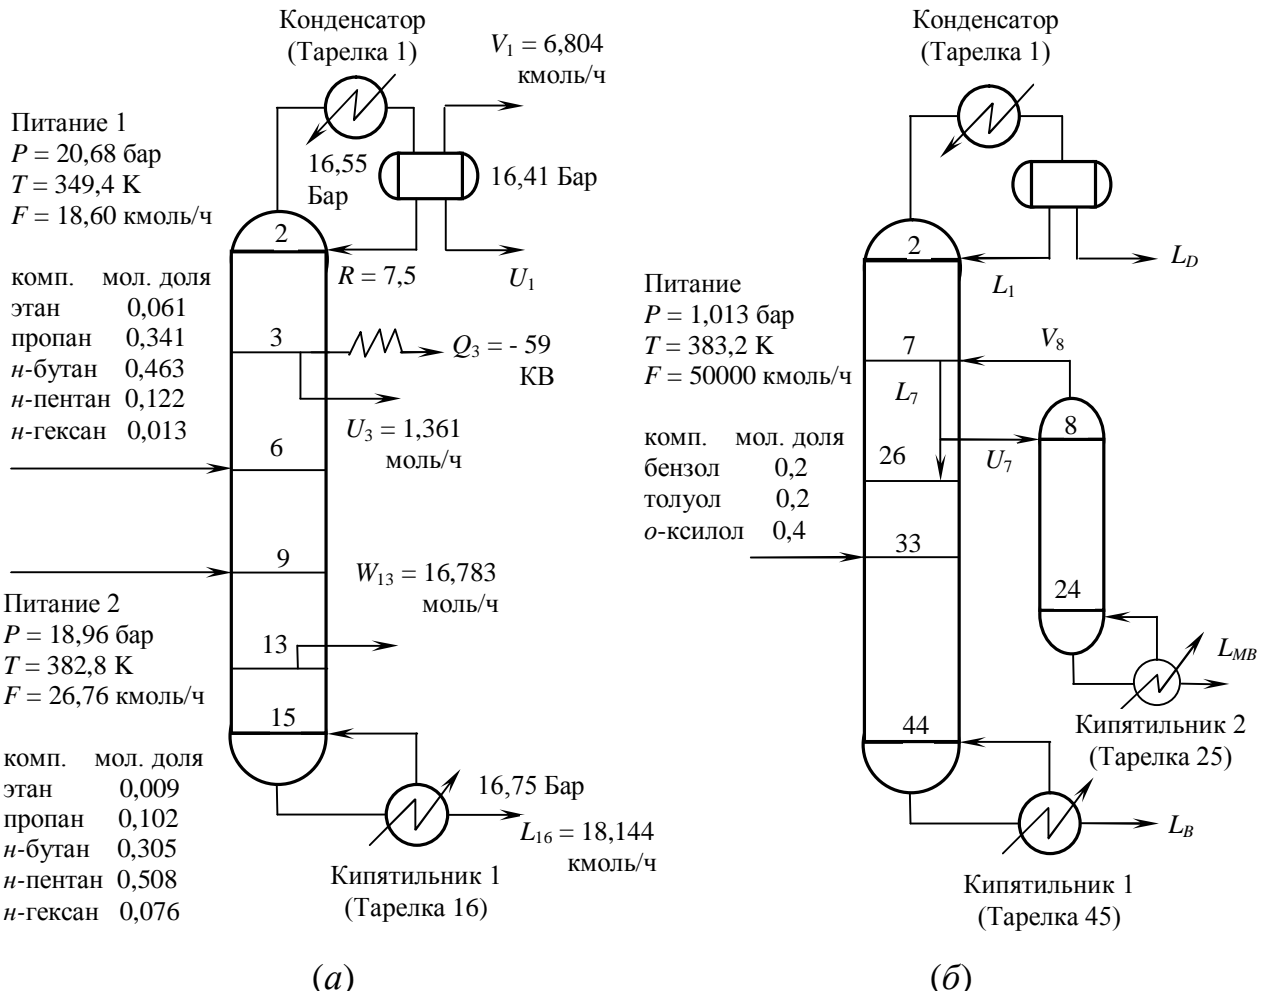 Конденсатор
(Тарелка 1)
V1 = 6,804
кмоль/ч
Питание 1
P = 20,68 бар
T = 349,4 K
F = 18,60 кмоль/ч
16,55
Бар
16,41 Бар
2
R = 7,5
U1
комп. мол. доля
этан 0,061
пропан 0,341
н-бутан 0,463
н-пентан 0,122
н-гексан 0,013
3
Q3 = - 59
КВ
U3 = 1,361
моль/ч
6
9
W13 = 16,783
моль/ч
Питание 2
P = 18,96 бар
T = 382,8 K
F = 26,76 кмоль/ч
13
15
комп. мол. доля
этан 0,009
пропан 0,102
н-бутан 0,305
н-пентан 0,508
н-гексан 0,076
16,75 Бар
L16 = 18,144
кмоль/ч
Кипятильник 1
(Тарелка 16)
(а)
Конденсатор
(Тарелка 1)
2
LD
L1
Питание
P = 1,013 бар
T = 383,2 K
F = 50000 кмоль/ч
7
V8
L7
8
U7
26
комп. мол. доля
бензол 0,2
толуол 0,2
о-ксилол 0,4
33
24
LMB
Кипятильник 2
(Тарелка 25)
44
LB
Кипятильник 1
(Тарелка 45)
(б)